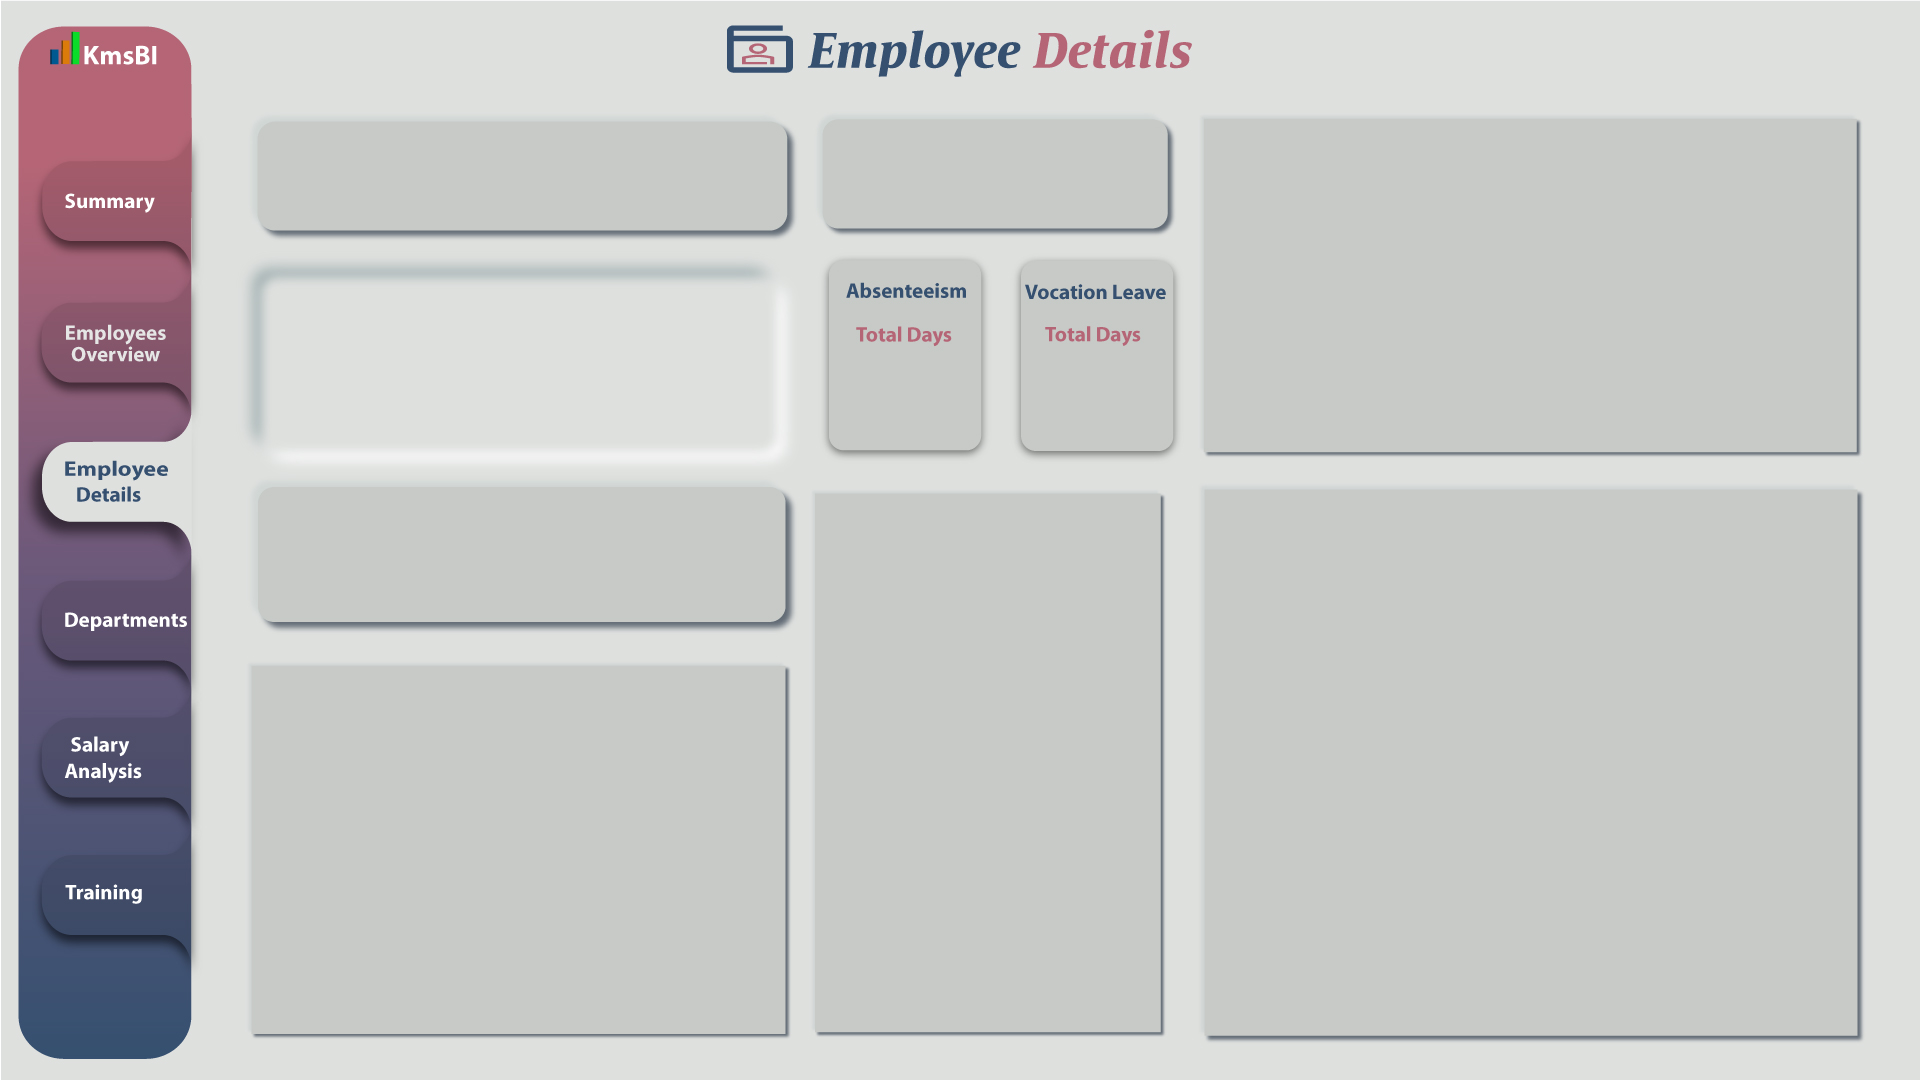 KmsBI
Employee Details
Summary
Employees
Overview
Employee
Details
Departments
Salary
Analysis
Training
Absenteeism
Total Days
Vocation Leave
Total Days